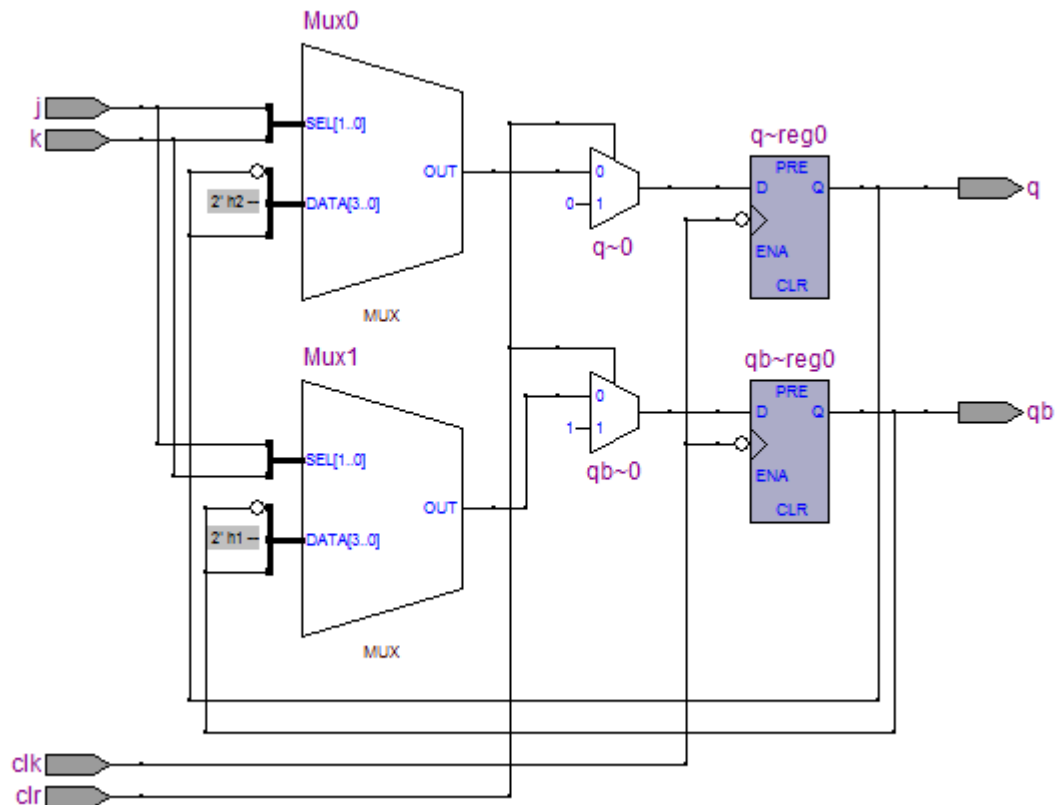 Mux0
j
k
SEL[1..0]
OUT
2' h2 --
DATA[3..0]
MUX
0
0
1
q~0
q~reg0
PRE
D
Q
ENA
CLR
q
Mux1
SEL[1..0]
OUT
2' h1 --
DATA[3..0]
MUX
0
1
1
qb~0
qb~reg0
PRE
D
Q
ENA
CLR
qb
clk
clr